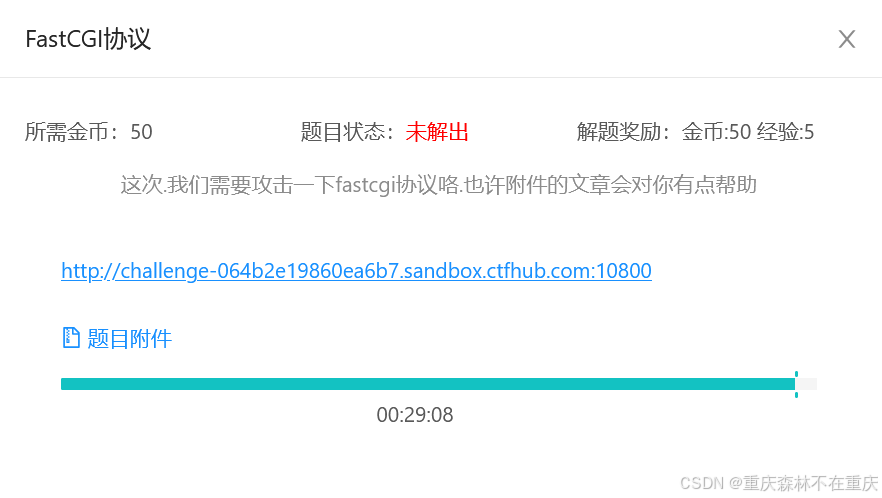 FastCGI协议
所需金币：50 题目状态：未解出 解题奖励：金币:50 经验:5
这次.我们需要攻击一下fastcgi协议咯.也许附件的文章会对你有点帮助
http://challenge-064b2e19860ea6b7.sandbox.ctfhub.com:10800
题目附件
00:29:08
CSDN @重庆森林不在重庆